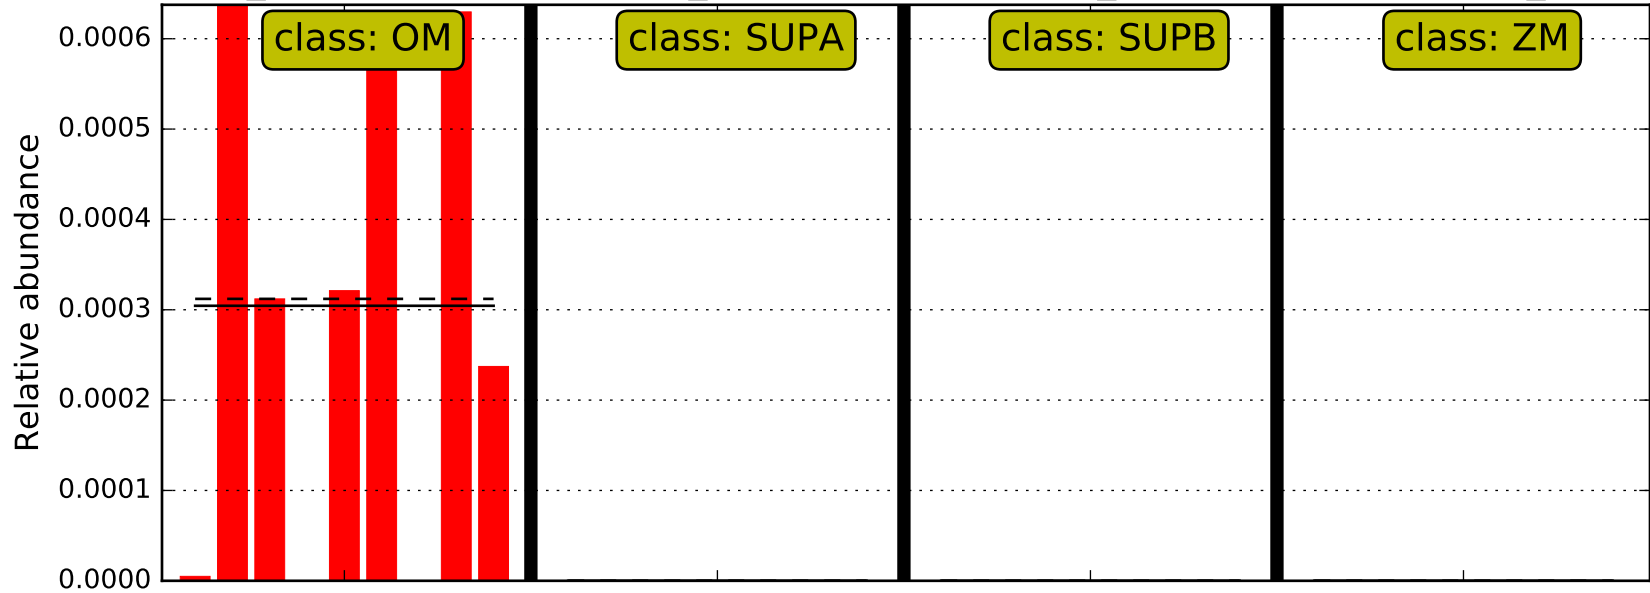 class: OM
class: SUPA
class: SUPB
class: ZM
0.0006
0.0005
0.0004
0.0003
0.0002
0.0001
0.0000
Relative abundance